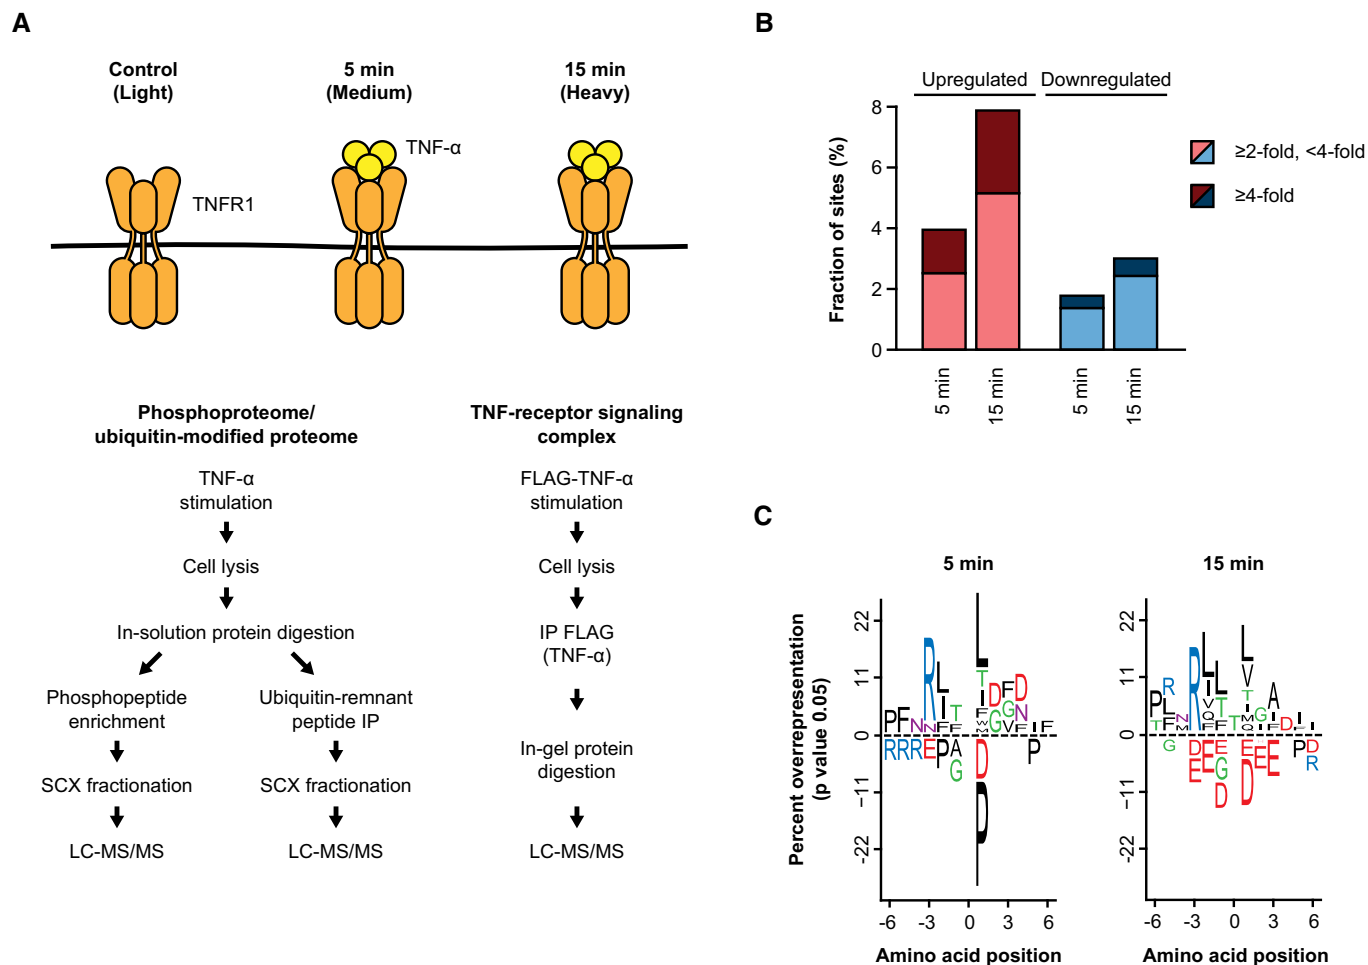 A
Control
(Light)
5 min
(Medium)
15 min
(Heavy)
TNF-α
TNFR1
Phosphoproteome/
ubiquitin-modified proteome
TNF-α
stimulation
Cell lysis
In-solution protein digestion
Phosphopeptide
enrichment
SCX fractionation
LC-MS/MS
Ubiquitin-remnant
peptide IP
SCX fractionation
LC-MS/MS
TNF-receptor signaling
complex
FLAG-TNF-α
stimulation
Cell lysis
IP FLAG
(TNF-α)
In-gel protein
digestion
LC-MS/MS
B
Upregulated
Downregulated
Fraction of sites (%)
8
6
4
2
0
5 min
15 min
5 min
15 min
≥2-fold, <4-fold
≥4-fold
C
5 min
Percent overrepresentation
(p value 0.05)
22
11
0
-11
-22
-6
-3
0
3
6
Amino acid position
15 min
22
11
0
-11
-22
-6
-3
0
3
6
Amino acid position